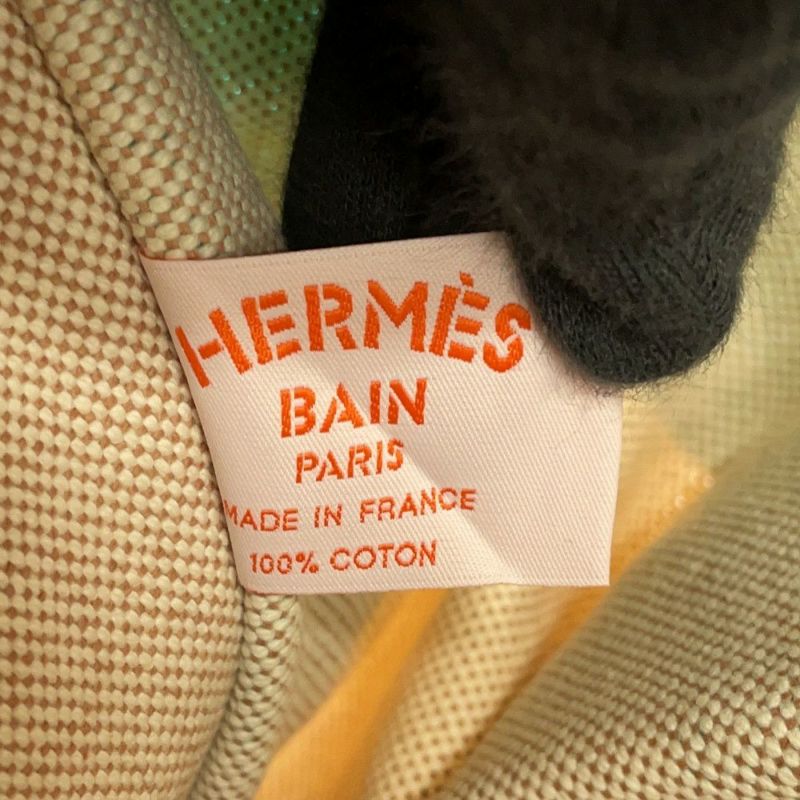 HERMÈS
BAIN
PARIS
MADE IN FRANCE
100% COTON